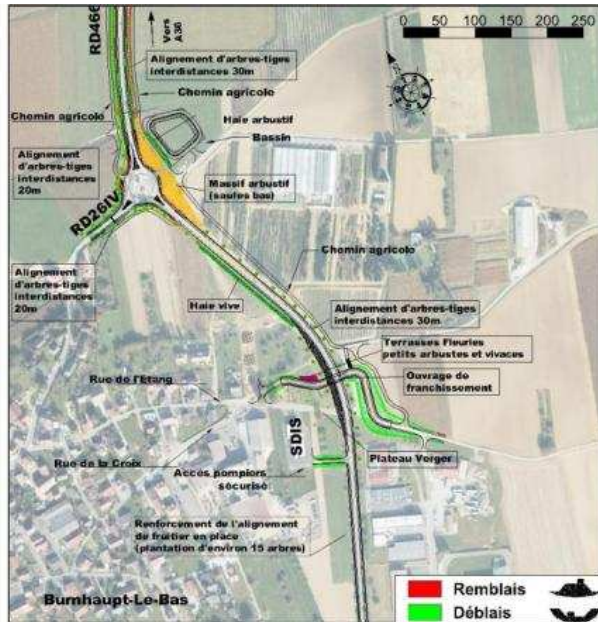 RD466
Vers
A36
0 50 100 150 200 250
Alignement d'arbres-tiges
interdistances 30m
Chemin agricole
Haie arbustif
Chemin agricole
Bassin
Alignement
d'arbres-tiges
interdistances
20m
Massif arbustif
(saules bas)
RD26IV
Chemin agricole
Alignement
d'arbres-tiges
interdistances
20m
Haie vive
Alignement d'arbres-tiges
interdistances 30m
Terrasses Fleuries
petits arbustes et vivaces
Rue de l'Etang
Ouvrage de
franchissement
SDIS
Rue de la Croix
Plateau Verger
Accès pompiers
sécurisé
Renforcement de l'alignement
de fruitier en place
(plantation d'environ 15 arbres)
Burnhaupt-Le-Bas
Remblais
Déblais